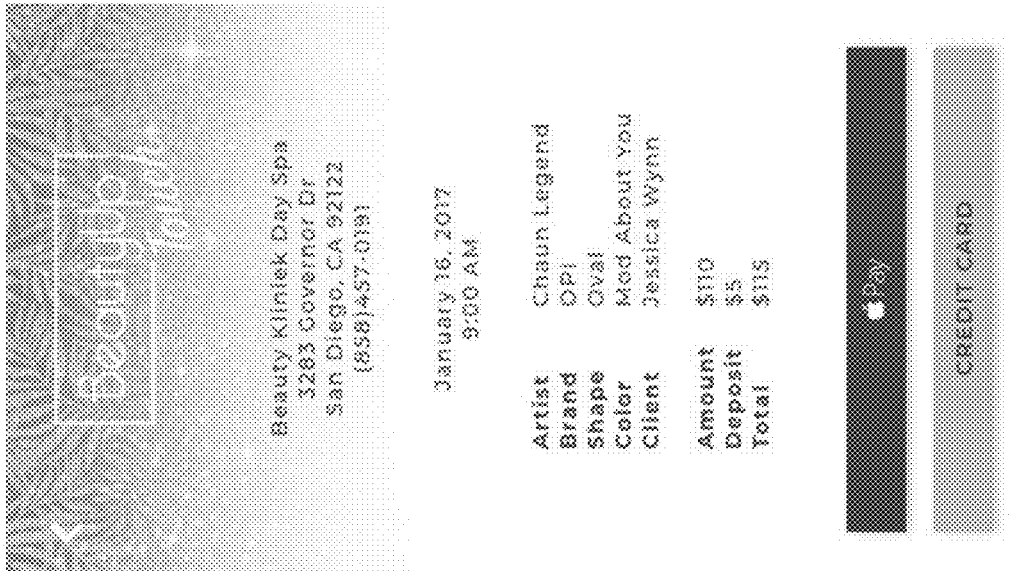 beautyup
Beauty Kliniek Day Spa
3283 Governor Dr
San Diego, CA 92122
(858)457-0191
January 16, 2017
9:00 AM
Artist Chaun Legend
Brand OPI
Shape Oval
Color Mad About You
Client Jessica Wynn
Amount $110
Deposit $5
Total $115
Pay
CREDIT CARD